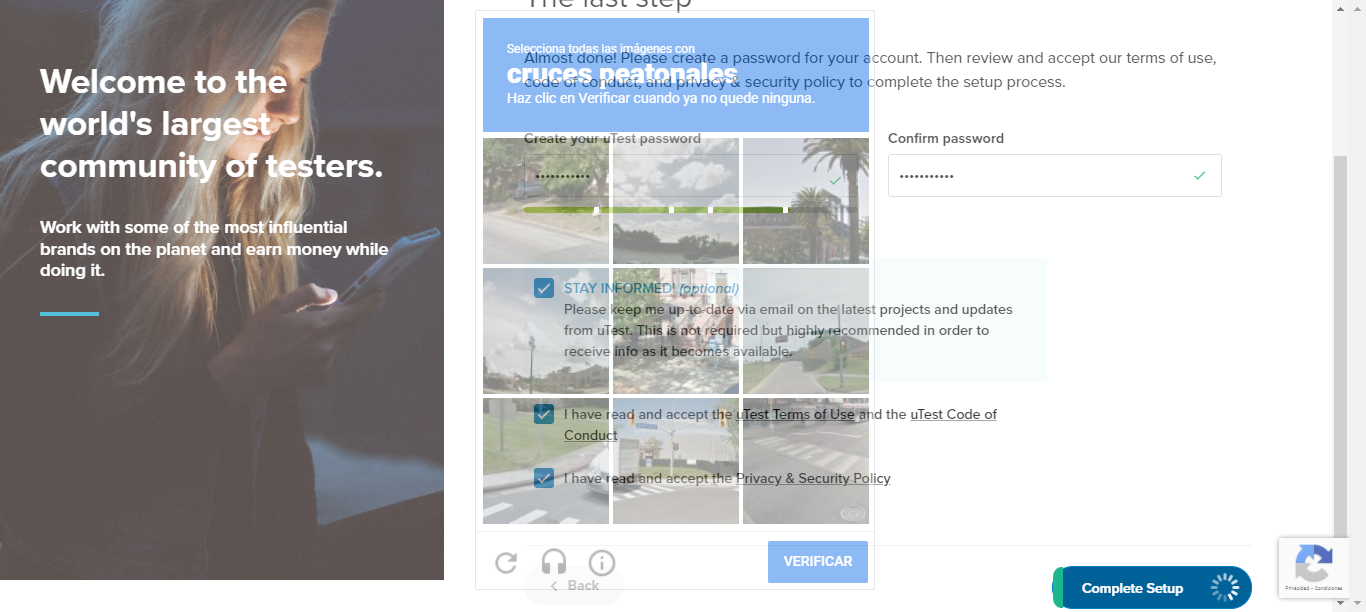 The last step
Welcome to the
world's largest
community of testers.
Work with some of the most influential
brands on the planet and earn money while
doing it.
Almost done! Please create a password for your account. Then review and accept our terms of use,
code of conduct, and privacy & security policy to complete the setup process.
Selecciona todas las imágenes con
cruces peatonales
Haz clic en Verificar cuando ya no quede ninguna.
Create your uTest password
Confirm password
STAY INFORMED! (optional)
Please keep me up-to-date via email on the latest projects and updates
from uTest. This is not required but highly recommended in order to
receive info as it becomes available.
I have read and accept the uTest Terms of Use and the uTest Code of
Conduct
I have read and accept the Privacy & Security Policy
VERIFICAR
Back
Complete Setup
Privacidad - Condiciones